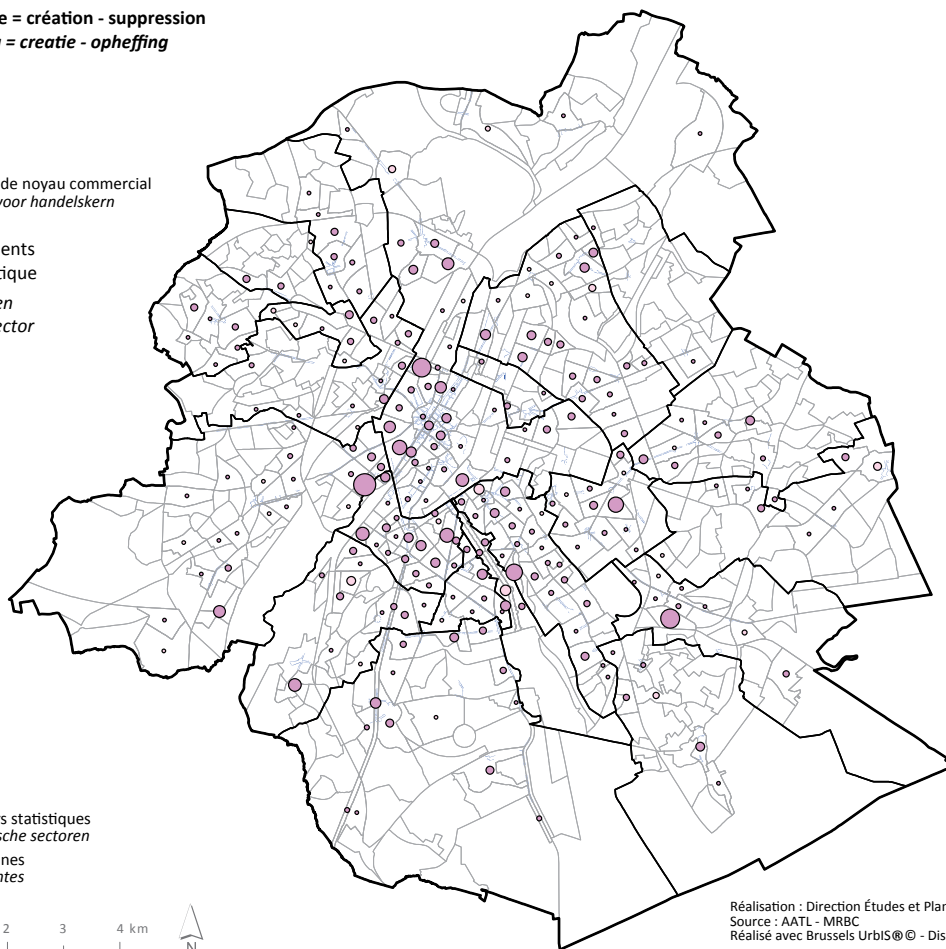 e = création - suppression
= creatie - opheffing
de noyau commercial
voor handelskern
ents
tique
en
ector
s statistiques
sche sectoren
nes
ntes
2 3 4 km
N
Réalisation : Direction Études et Plan
Source : AATL - MRBC
Réalisé avec Brussels UrbIS®© - Dis